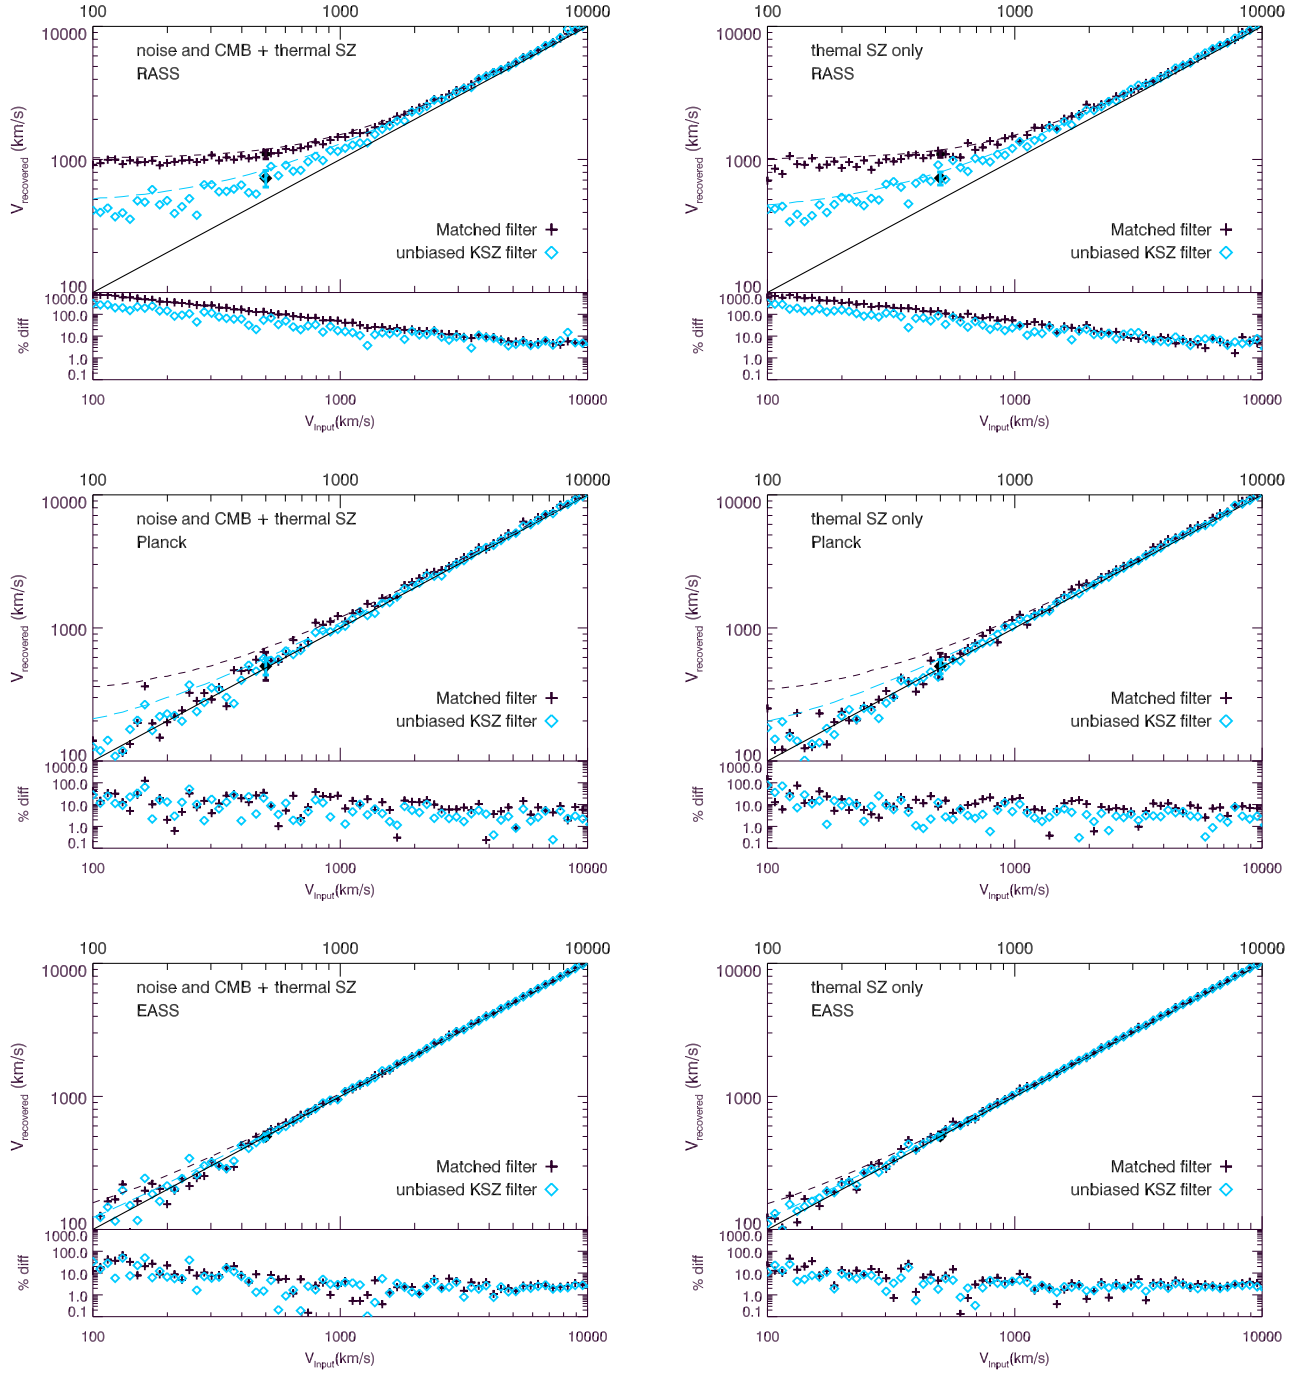 100 1000 10000
10000
1000
100
V_recovered (km/s)
noise and CMB + thermal SZ
RASS
Matched filter
unbiased KSZ filter
1000.0
100.0
10.0
1.0
0.1
% diff
100 1000 10000
V_Input(km/s)
100 1000 10000
10000
1000
100
V_recovered (km/s)
themal SZ only
RASS
Matched filter
unbiased KSZ filter
1000.0
100.0
10.0
1.0
0.1
% diff
100 1000 10000
V_Input(km/s)
100 1000 10000
10000
1000
100
V_recovered (km/s)
noise and CMB + thermal SZ
Planck
Matched filter
unbiased KSZ filter
1000.0
100.0
10.0
1.0
0.1
% diff
100 1000 10000
V_Input(km/s)
100 1000 10000
10000
1000
100
V_recovered (km/s)
themal SZ only
Planck
Matched filter
unbiased KSZ filter
1000.0
100.0
10.0
1.0
0.1
% diff
100 1000 10000
V_Input(km/s)
100 1000 10000
10000
1000
100
V_recovered (km/s)
noise and CMB + thermal SZ
EASS
Matched filter
unbiased KSZ filter
1000.0
100.0
10.0
1.0
0.1
% diff
100 1000 10000
V_Input(km/s)
100 1000 10000
10000
1000
100
V_recovered (km/s)
themal SZ only
EASS
Matched filter
unbiased KSZ filter
1000.0
100.0
10.0
1.0
0.1
% diff
100 1000 10000
V_Input(km/s)